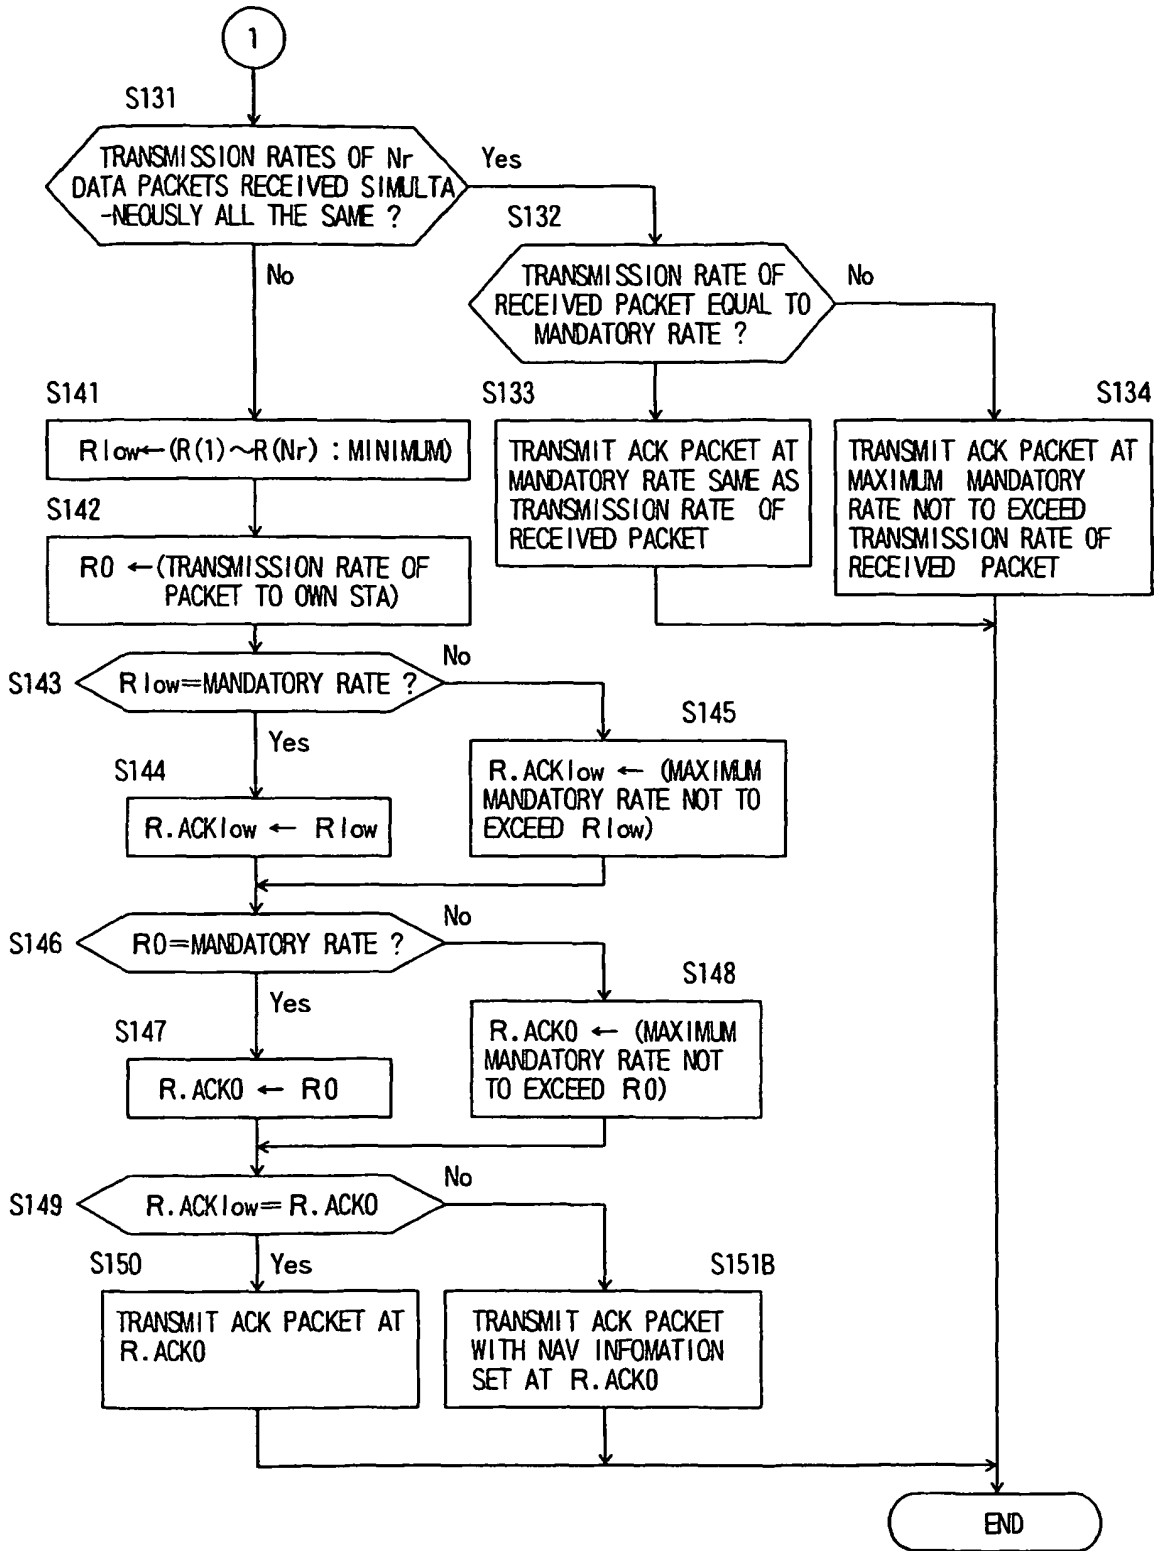 1
S131
TRANSMISSION RATES OF Nr
DATA PACKETS RECEIVED SIMULTA
-NEOUSLY ALL THE SAME ?
Yes
No
S132
TRANSMISSION RATE OF
RECEIVED PACKET EQUAL TO
MANDATORY RATE ?
No
S133
TRANSMIT ACK PACKET AT
MANDATORY RATE SAME AS
TRANSMISSION RATE OF
RECEIVED PACKET
S134
TRANSMIT ACK PACKET AT
MAXIMUM MANDATORY
RATE NOT TO EXCEED
TRANSMISSION RATE OF
RECEIVED PACKET
S141
Rlow←(R(1)~R(Nr) : MINIMUM)
S142
R0 ←(TRANSMISSION RATE OF
PACKET TO OWN STA)
S143
Rlow=MANDATORY RATE ?
No
Yes
S144
R.ACKlow ← Rlow
S145
R.ACKlow ← (MAXIMUM
MANDATORY RATE NOT TO
EXCEED Rlow)
S146
R0=MANDATORY RATE ?
No
Yes
S147
R.ACK0 ← R0
S148
R.ACK0 ← (MAXIMUM
MANDATORY RATE NOT
TO EXCEED R0)
S149
R.ACKlow=R.ACK0
No
Yes
S150
TRANSMIT ACK PACKET AT
R.ACK0
S151B
TRANSMIT ACK PACKET
WITH NAV INFOMATION
SET AT R.ACK0
END